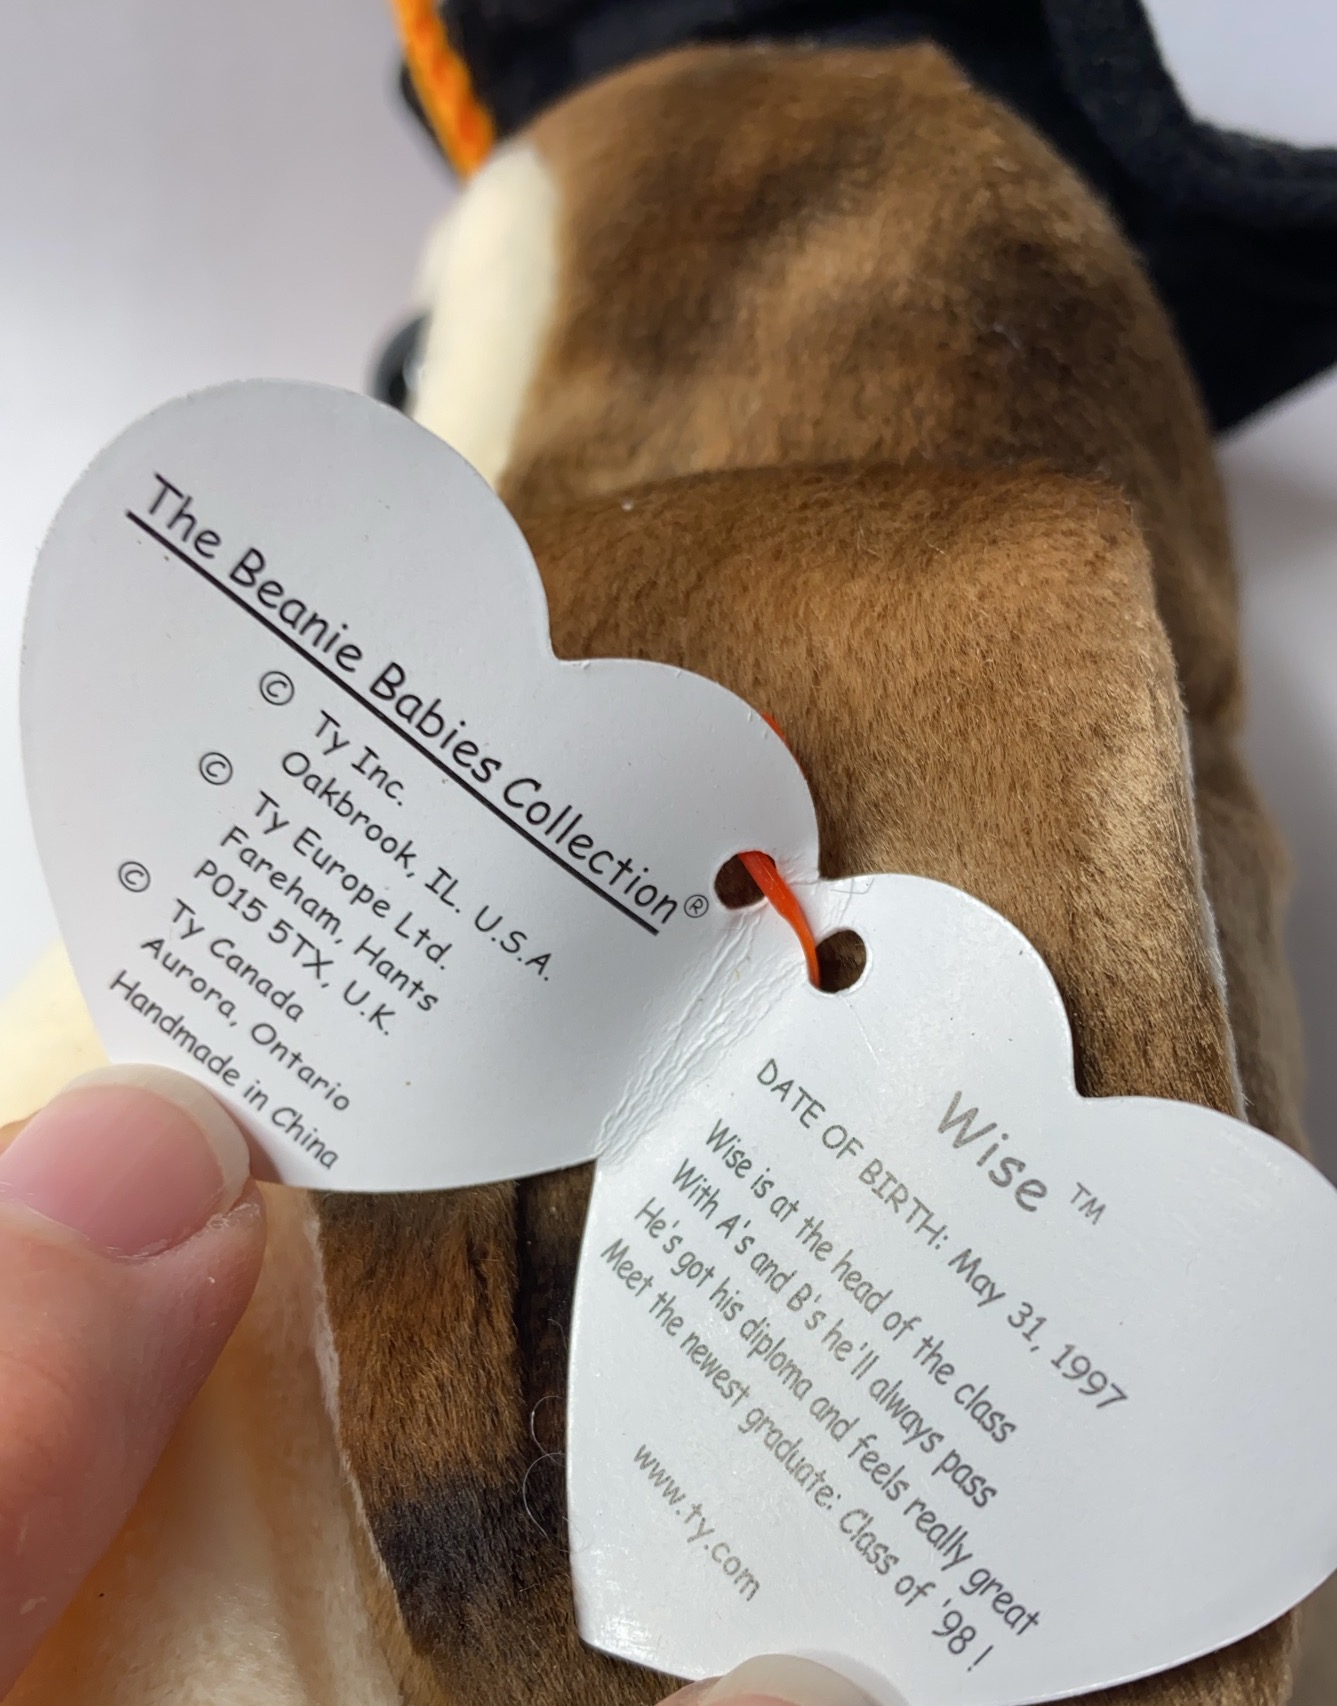 The Beanie Babies Collection®
© Ty Inc.
Oakbrook, IL. U.S.A.
© Ty Europe Ltd.
Fareham, Hants
P015 5TX, U.K.
© Ty Canada
Aurora, Ontario
Handmade in China
Wise ™
DATE OF BIRTH: May 31, 1997
Wise is at the head of the class
With A's and B's he'll always pass
He's got his diploma and feels really great
Meet the newest graduate: Class of '98 !
www.ty.com